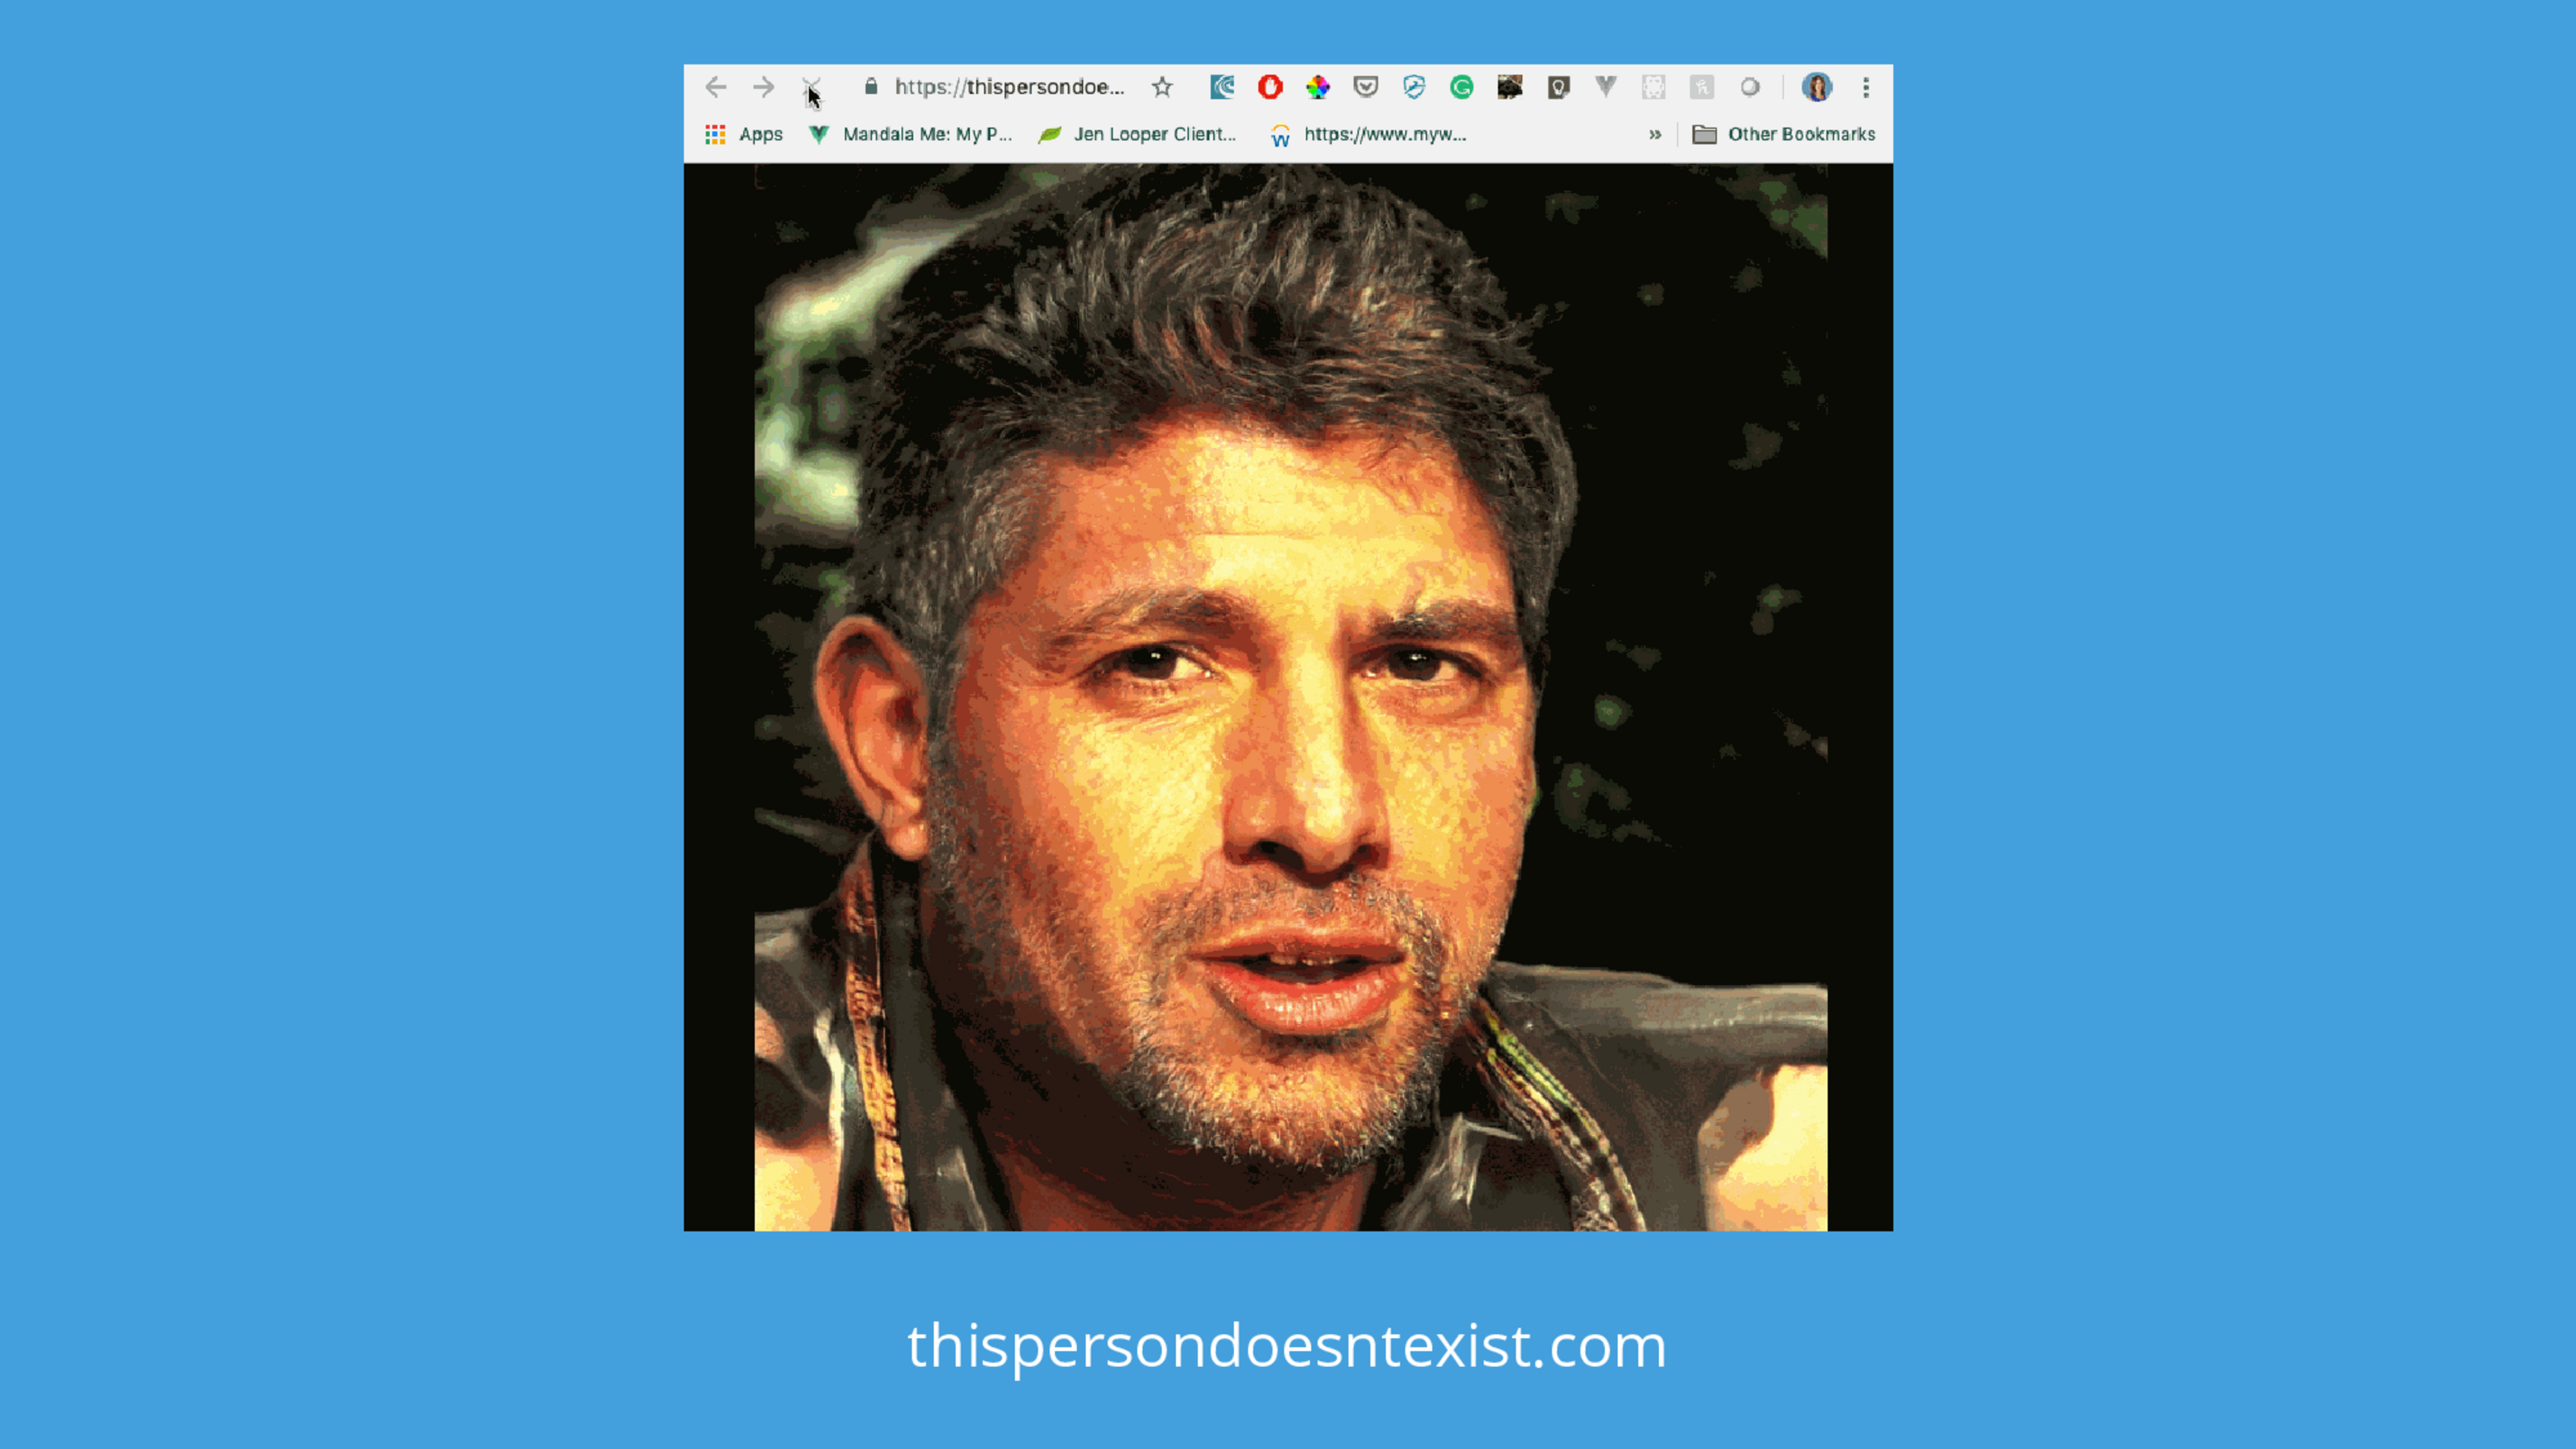 https://thispersondoe...
Apps Mandala Me: My P... Jen Looper Client... https://www.myw... » Other Bookmarks
thispersondoesntexist.com